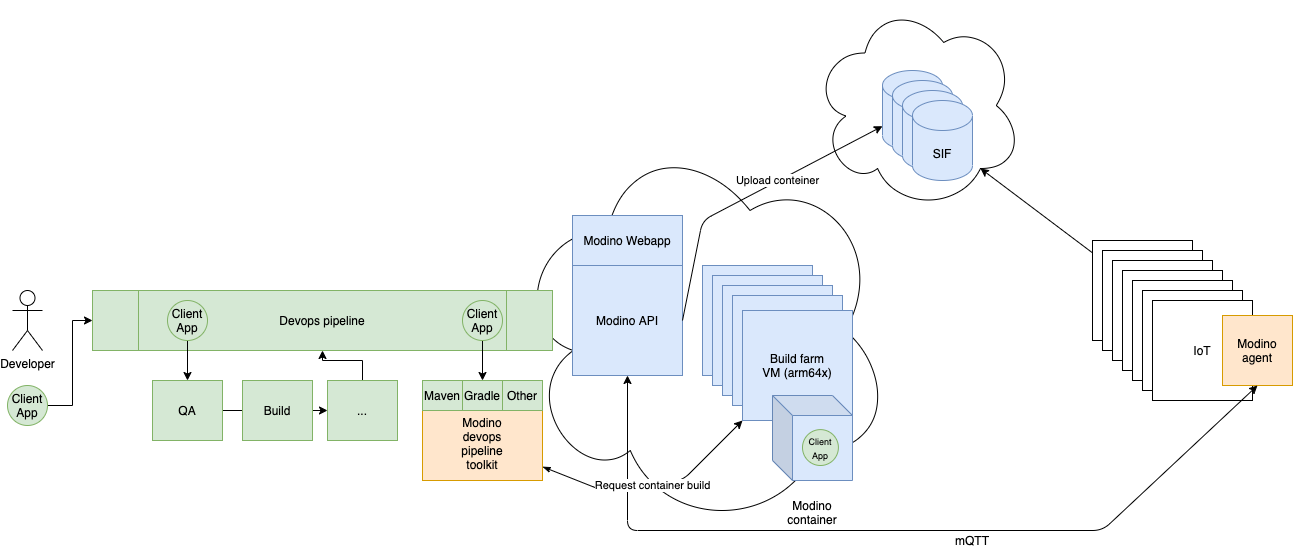 SIF
Upload conteiner
Modino Webapp
Modino API
Client
App
Devops pipeline
Client
App
Developer
Client
App
QA
Build
...
Maven
Gradle
Other
Modino
devops
pipeline
toolkit
Build farm
VM (arm64x)
Client
App
Request container build
Modino
container
IoT
Modino
agent
mQTT